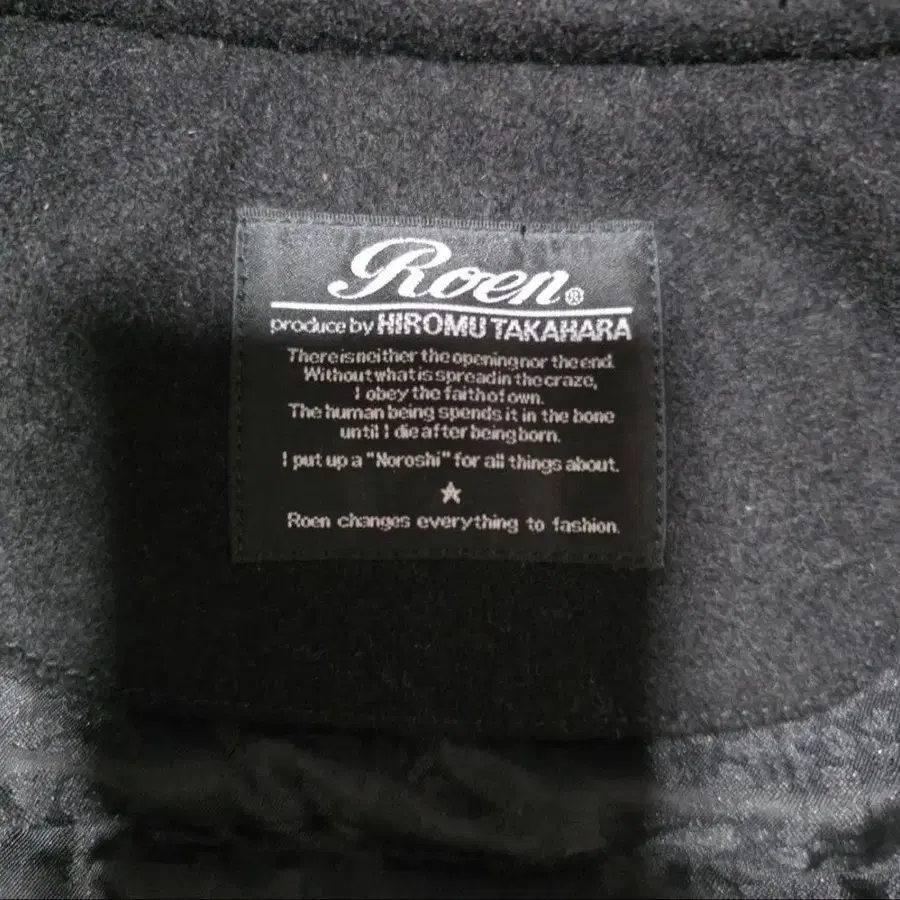 Roen®
produce by HIROMU TAKAHARA
There is neither the opening nor the end.
Without what is spread in the craze,
I obey the faith of own.
The human being spends it in the bone
until I die after being born.
I put up a "Noroshi" for all things about.
Roen changes everything to fashion.